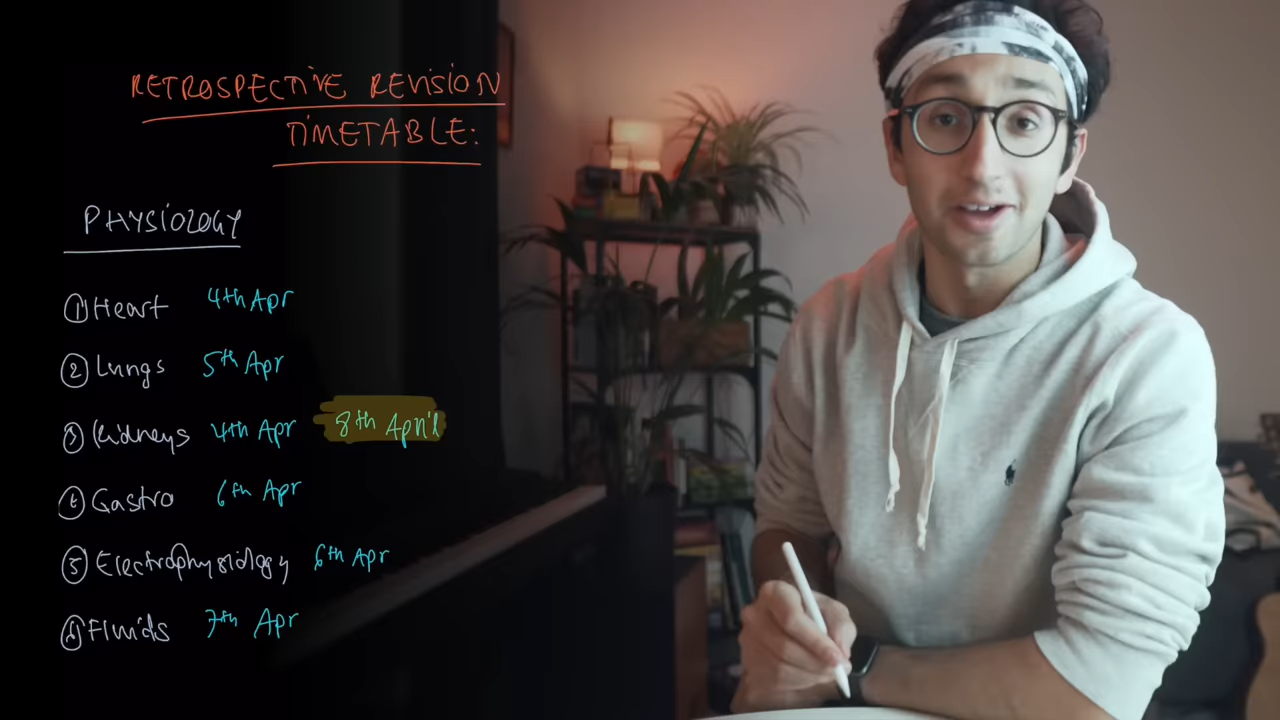 RETROSPECTIVE REVISION
TIMETABLE:
PHYSIOLOGY
1 Heart 4th Apr
2 Lungs 5th Apr
3 Kidneys 4th Apr 8th April
4 Gastro 6th Apr
5 Electrophysiology 6th Apr
6 Fluids 7th Apr